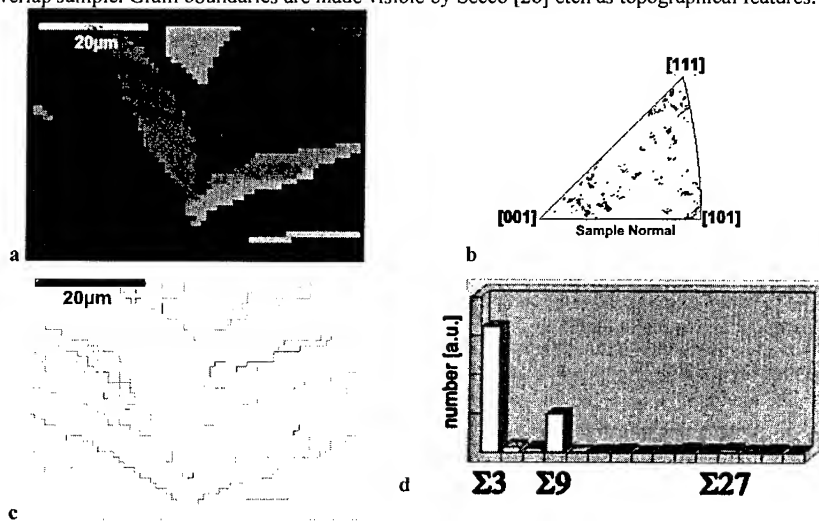 overlap sample. Grain boundaries are made visible by Secco [20] etch as topographical features.
20µm
a
[111]
[001]
[101]
Sample Normal
b
20µm
c
number [a.u.]
d
Σ3 Σ9 Σ27